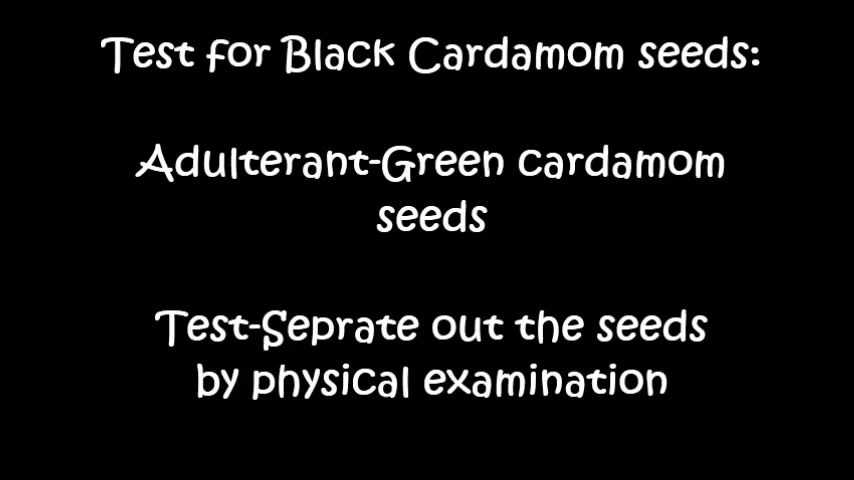 Test for Black Cardamom seeds:
Adulterant-Green cardamom
seeds
Test-Seprate out the seeds
by physical examination